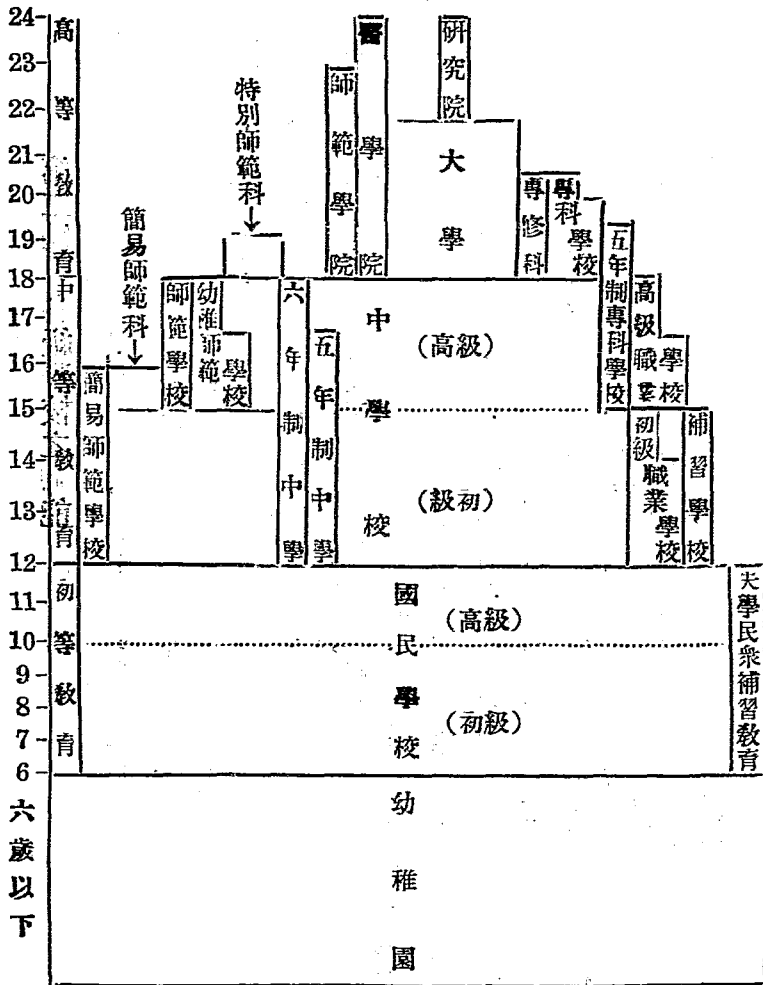 24
23
22
21
20
19
18
17
16
15
14
13
12
11
10
9
8
7
6
六歲以下
高等教育
中等教育
初等教育
簡易師範學校
簡易師範科
師範學校
幼稚師範
學校
特別師範科
六年制中學
五年制中學
師範學院
醫學院
研究院
大學
專修科
專科
學校
五年制專科學校
高級職業
學校
初級
職業
學校
補習學校
中學校
(高級)
(級初)
國民學校
(高級)
(初級)
失學民衆補習教育
幼稚園